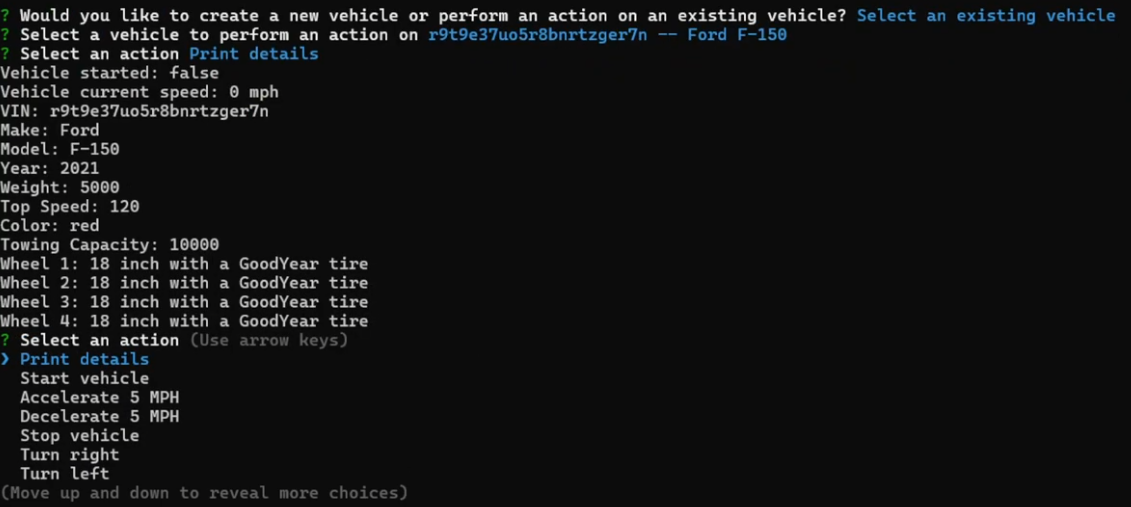 ? Would you like to create a new vehicle or perform an action on an existing vehicle? Select an existing vehicle
? Select a vehicle to perform an action on r9t9e37uo5r8bnrtzger7n -- Ford F-150
? Select an action Print details
Vehicle started: false
Vehicle current speed: 0 mph
VIN: r9t9e37uo5r8bnrtzger7n
Make: Ford
Model: F-150
Year: 2021
Weight: 5000
Top Speed: 120
Color: red
Towing Capacity: 10000
Wheel 1: 18 inch with a GoodYear tire
Wheel 2: 18 inch with a GoodYear tire
Wheel 3: 18 inch with a GoodYear tire
Wheel 4: 18 inch with a GoodYear tire
? Select an action (Use arrow keys)
❯ Print details
Start vehicle
Accelerate 5 MPH
Decelerate 5 MPH
Stop vehicle
Turn right
Turn left
(Move up and down to reveal more choices)